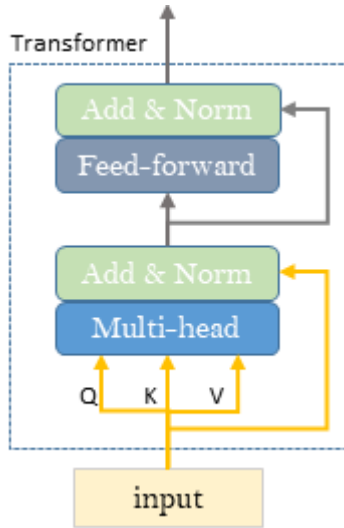 Transformer
Add & Norm
Feed-forward
Add & Norm
Multi-head
Q K V
input